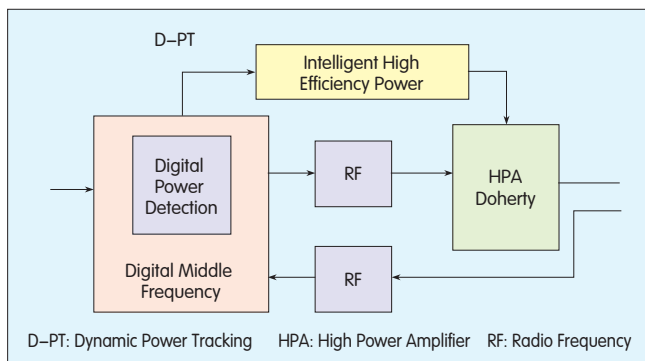 D–PT
Intelligent High
Efficiency Power
Digital
Power
Detection
RF
HPA
Doherty
Digital Middle
Frequency
RF
D–PT: Dynamic Power Tracking HPA: High Power Amplifier RF: Radio Frequency